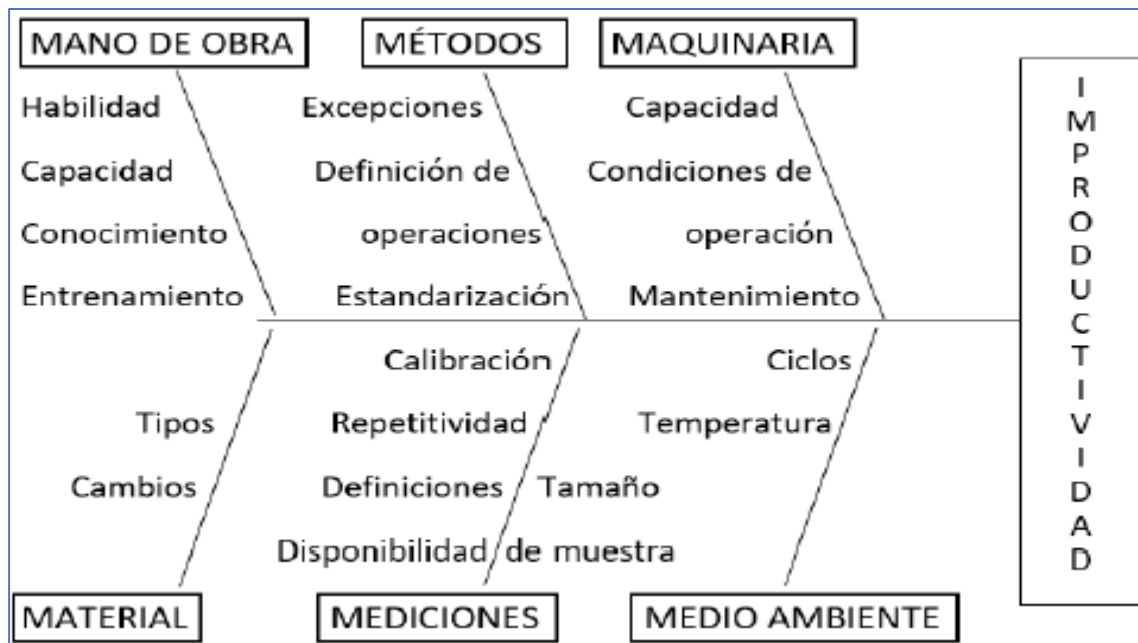 MANO DE OBRA
MÉTODOS
MAQUINARIA
Habilidad
Capacidad
Conocimiento
Entrenamiento
Excepciones
Definición de
operaciones
Estandarización
Capacidad
Condiciones de
operación
Mantenimiento
Tipos
Cambios
Calibración
Repetitividad
Definiciones
Tamaño
Disponibilidad de muestra
Ciclos
Temperatura
MATERIAL
MEDICIONES
MEDIO AMBIENTE
IMPRODUCTIVIDAD